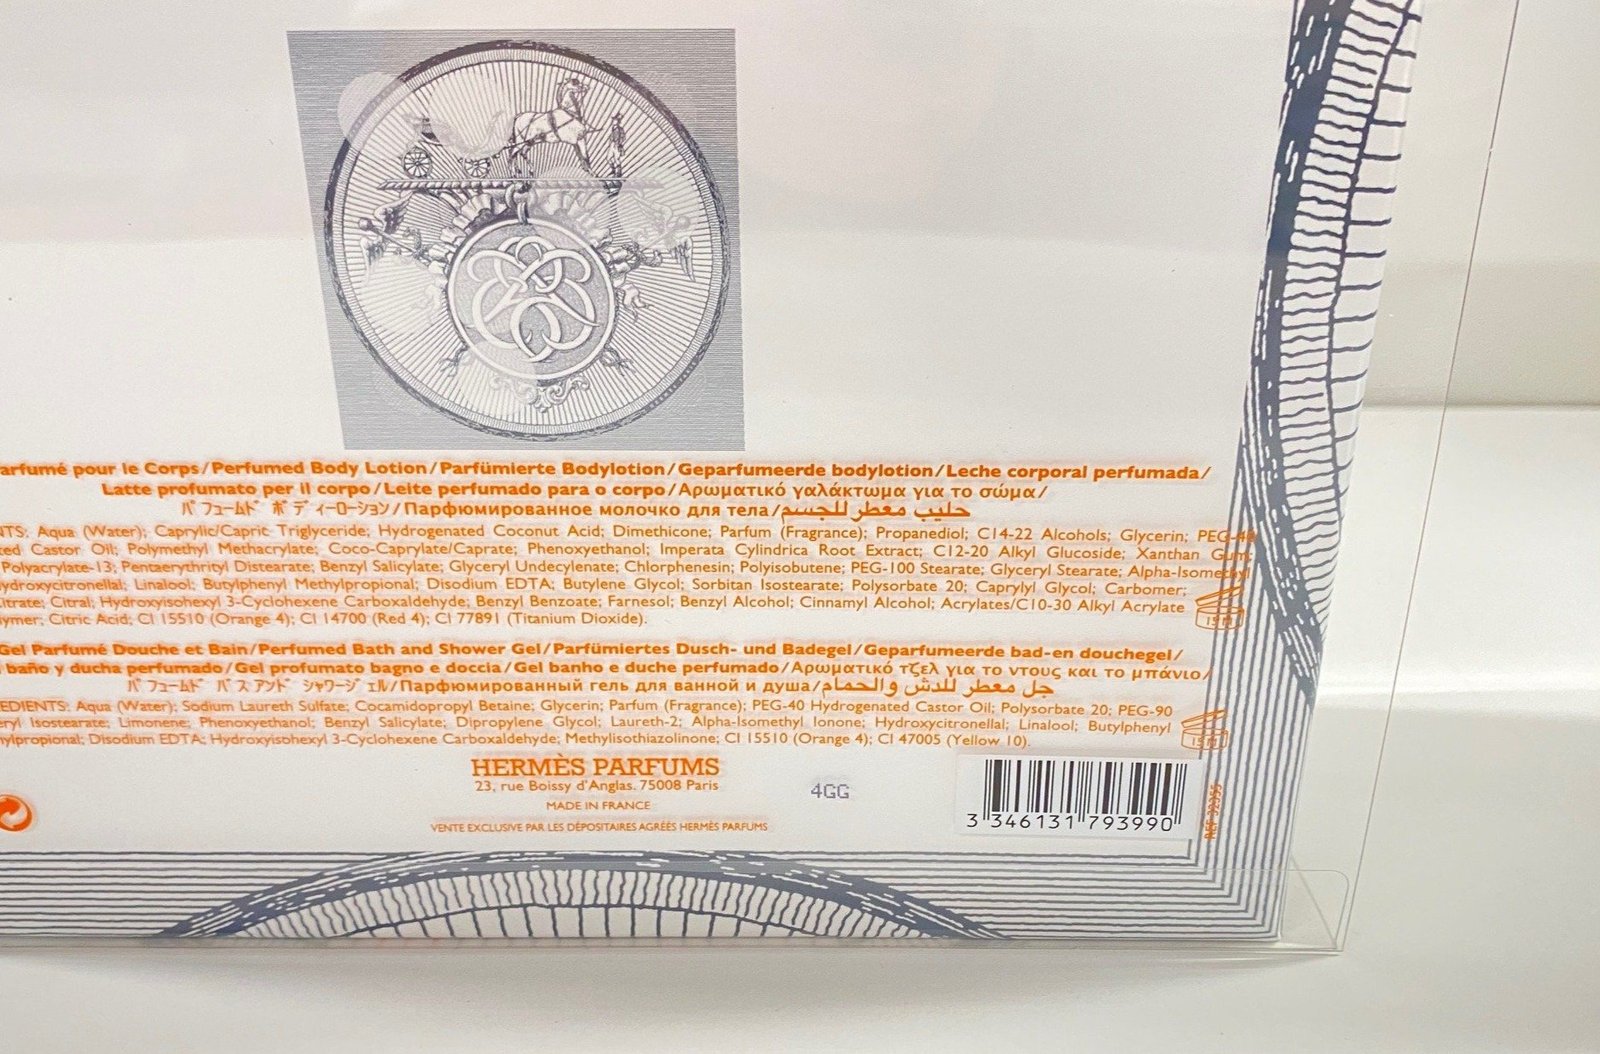 arfumé pour le Corps/Perfumed Body Lotion/Parfümierte Bodylotion/Geparfumeerde bodylotion/Leche corporal perfumada/
Latte profumato per il corpo/Leite perfumado para o corpo/Αρωματικό γαλάκτωμα για το σώμα/
パフュームド ボディーローション/Парфюмированное молочко для тела/حليب معطر للجسم
NTS: Aqua (Water); Caprylic/Capric Triglyceride, Hydrogenated Coconut Acid; Dimethicone; Parfum (Fragrance); Propanediol; C14-22 Alcohols; Glycerin; PEG-40
ed Castor Oil; Polymethyl Methacrylate; Coco-Caprylate/Caprate; Phenoxyethanol; Imperata Cylindrica Root Extract; C12-20 Alkyl Glucoside; Xanthan Gum;
Polyacrylate-13; Pentaerythrityl Distearate; Benzyl Salicylate; Glyceryl Undecylenate; Chlorphenesin; Polyisobutene; PEG-100 Stearate; Glyceryl Stearate; Alpha-Isomethyl
ydroxycitronellal; Linalool; Butylphenyl Methylpropional; Disodium EDTA; Butylene Glycol; Sorbitan Isostearate; Polysorbate 20; Caprylyl Glycol; Carbomer;
itrate; Citral; Hydroxyisohexyl 3-Cyclohexene Carboxaldehyde; Benzyl Benzoate; Farnesol; Benzyl Alcohol; Cinnamyl Alcohol; Acrylates/C10-30 Alkyl Acrylate
ymer; Citric Acid; CI 15510 (Orange 4); CI 14700 (Red 4); CI 77891 (Titanium Dioxide).
15 M
Gel Parfumé Douche et Bain/Perfumed Bath and Shower Gel/Parfümiertes Dusch- und Badegel/Geparfumeerde bad-en douchegel/
baño y ducha perfumado/Gel profumato bagno e doccia/Gel banho e duche perfumado/Αρωματικό τζελ για το ντους και το μπάνιο/
パフュームド バスアンド シャワージェル/Парфюмированный гель для ванной и душа/جل معطر للدش والحمام
EDIENTS: Aqua (Water); Sodium Laureth Sulfate; Cocamidopropyl Betaine; Glycerin; Parfum (Fragrance); PEG-40 Hydrogenated Castor Oil; Polysorbate 20; PEG-90
eryl Isostearate; Limonene; Phenoxyethanol; Benzyl Salicylate; Dipropylene Glycol; Laureth-2; Alpha-Isomethyl Ionone; Hydroxycitronellal; Linalool; Butylphenyl
hylpropional; Disodium EDTA; Hydroxyisohexyl 3-Cyclohexene Carboxaldehyde; Methylisothiazolinone; CI 15510 (Orange 4); CI 47005 (Yellow 10).
15 M
HERMÈS PARFUMS
23, rue Boissy d'Anglas. 75008 Paris
MADE IN FRANCE
VENTE EXCLUSIVE PAR LES DÉPOSITAIRES AGRÉÉS HERMÈS PARFUMS
4GG
3 346131 793990
REF 32355